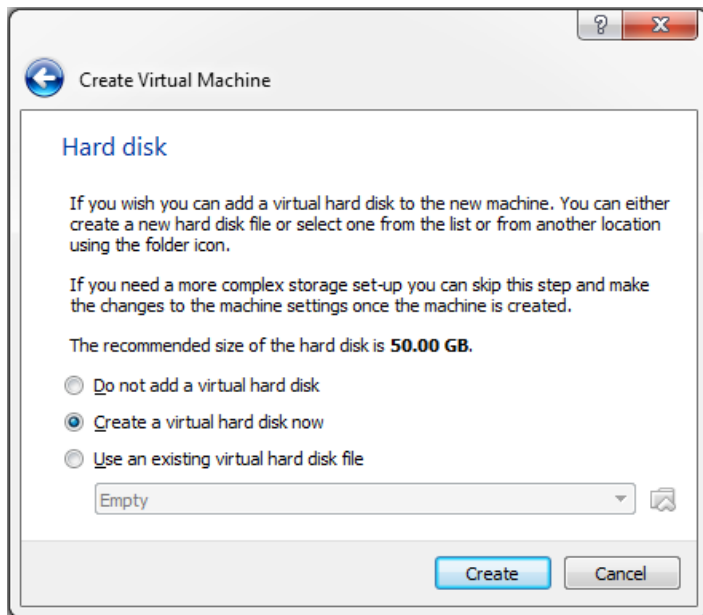 Create Virtual Machine
Hard disk
If you wish you can add a virtual hard disk to the new machine. You can either
create a new hard disk file or select one from the list or from another location
using the folder icon.
If you need a more complex storage set-up you can skip this step and make
the changes to the machine settings once the machine is created.
The recommended size of the hard disk is 50.00 GB.
Do not add a virtual hard disk
Create a virtual hard disk now
Use an existing virtual hard disk file
Empty
Create Cancel